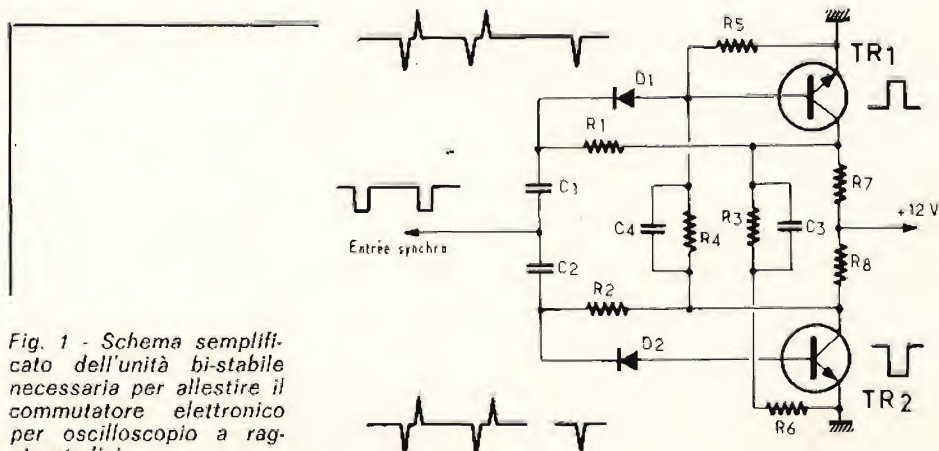 R5
TR1
D1
R1
C1
R7
+12 V
C4
R4
R3
C3
Entrée synchro
C2
R8
R2
D2
TR2
R6
Fig. 1 - Schema semplifi-
cato dell'unità bi-stabile
necessaria per allestire il
commutatore elettronico
per oscilloscopio a rag-